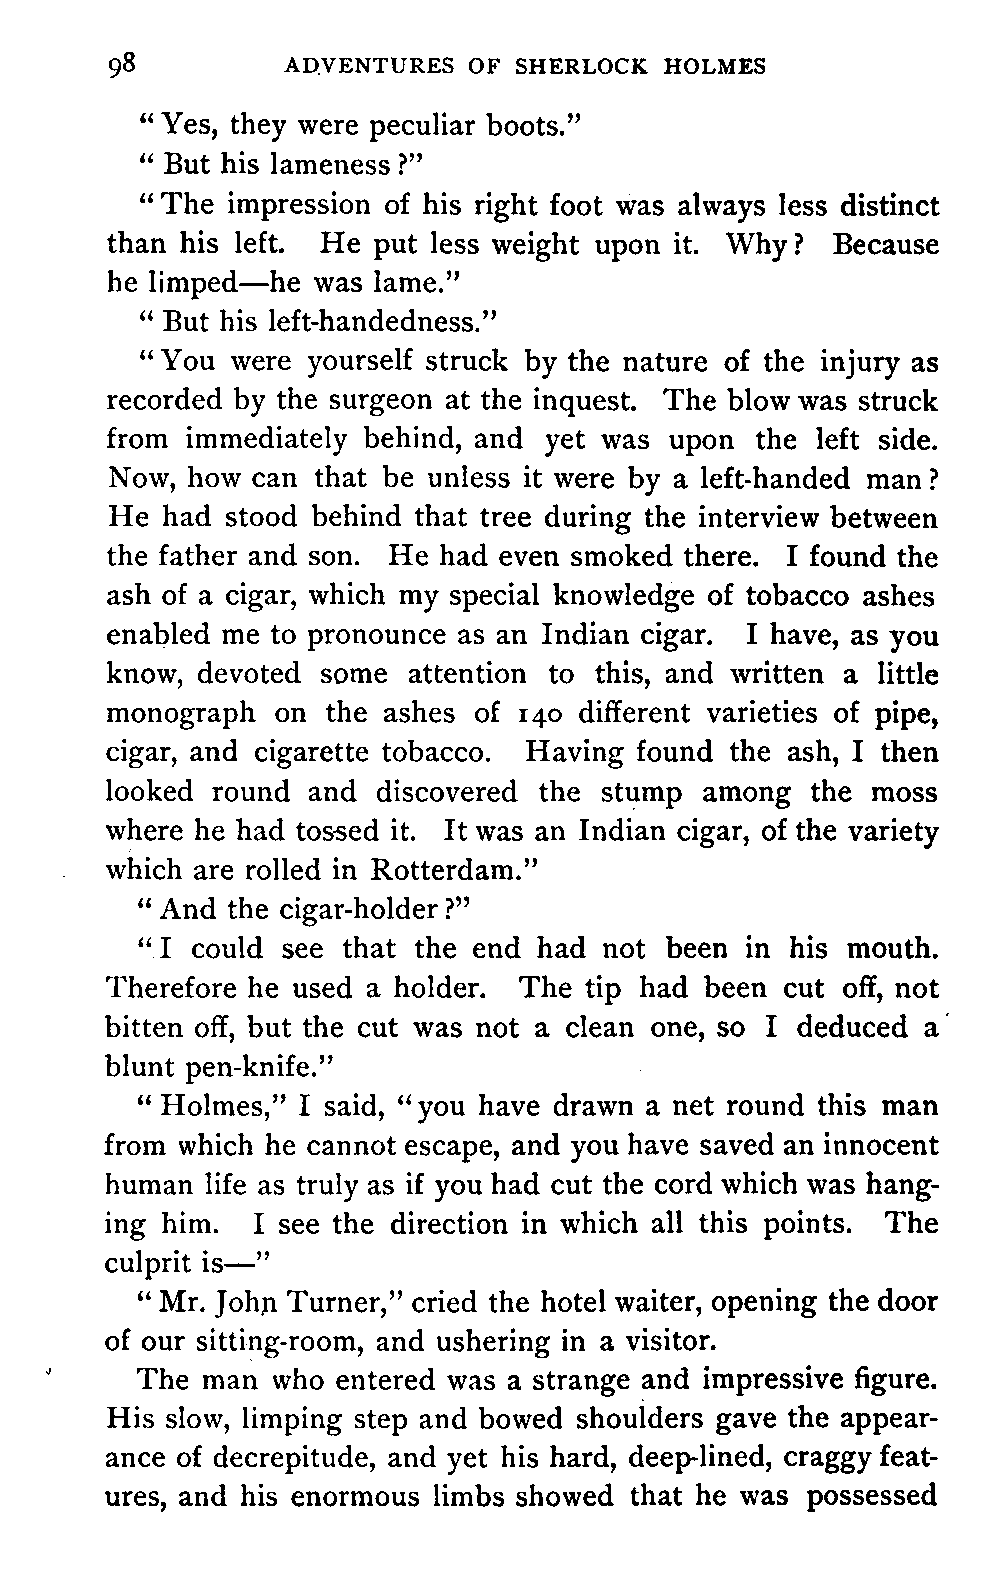 98 ADVENTURES OF SHERLOCK HOLMES
“Yes, they were peculiar boots.”
“But his lameness?”
“The impression of his right foot was always less distinct
than his left. He put less weight upon it. Why? Because
he limped—he was lame.”
“But his left-handedness.”
“You were yourself struck by the nature of the injury as
recorded by the surgeon at the inquest. The blow was struck
from immediately behind, and yet was upon the left side.
Now, how can that be unless it were by a left-handed man?
He had stood behind that tree during the interview between
the father and son. He had even smoked there. I found the
ash of a cigar, which my special knowledge of tobacco ashes
enabled me to pronounce as an Indian cigar. I have, as you
know, devoted some attention to this, and written a little
monograph on the ashes of 140 different varieties of pipe,
cigar, and cigarette tobacco. Having found the ash, I then
looked round and discovered the stump among the moss
where he had tossed it. It was an Indian cigar, of the variety
which are rolled in Rotterdam.”
“And the cigar-holder?”
“I could see that the end had not been in his mouth.
Therefore he used a holder. The tip had been cut off, not
bitten off, but the cut was not a clean one, so I deduced a
blunt pen-knife.”
“Holmes,” I said, “you have drawn a net round this man
from which he cannot escape, and you have saved an innocent
human life as truly as if you had cut the cord which was hang-
ing him. I see the direction in which all this points. The
culprit is—”
“Mr. John Turner,” cried the hotel waiter, opening the door
of our sitting-room, and ushering in a visitor.
The man who entered was a strange and impressive figure.
His slow, limping step and bowed shoulders gave the appear-
ance of decrepitude, and yet his hard, deep-lined, craggy feat-
ures, and his enormous limbs showed that he was possessed